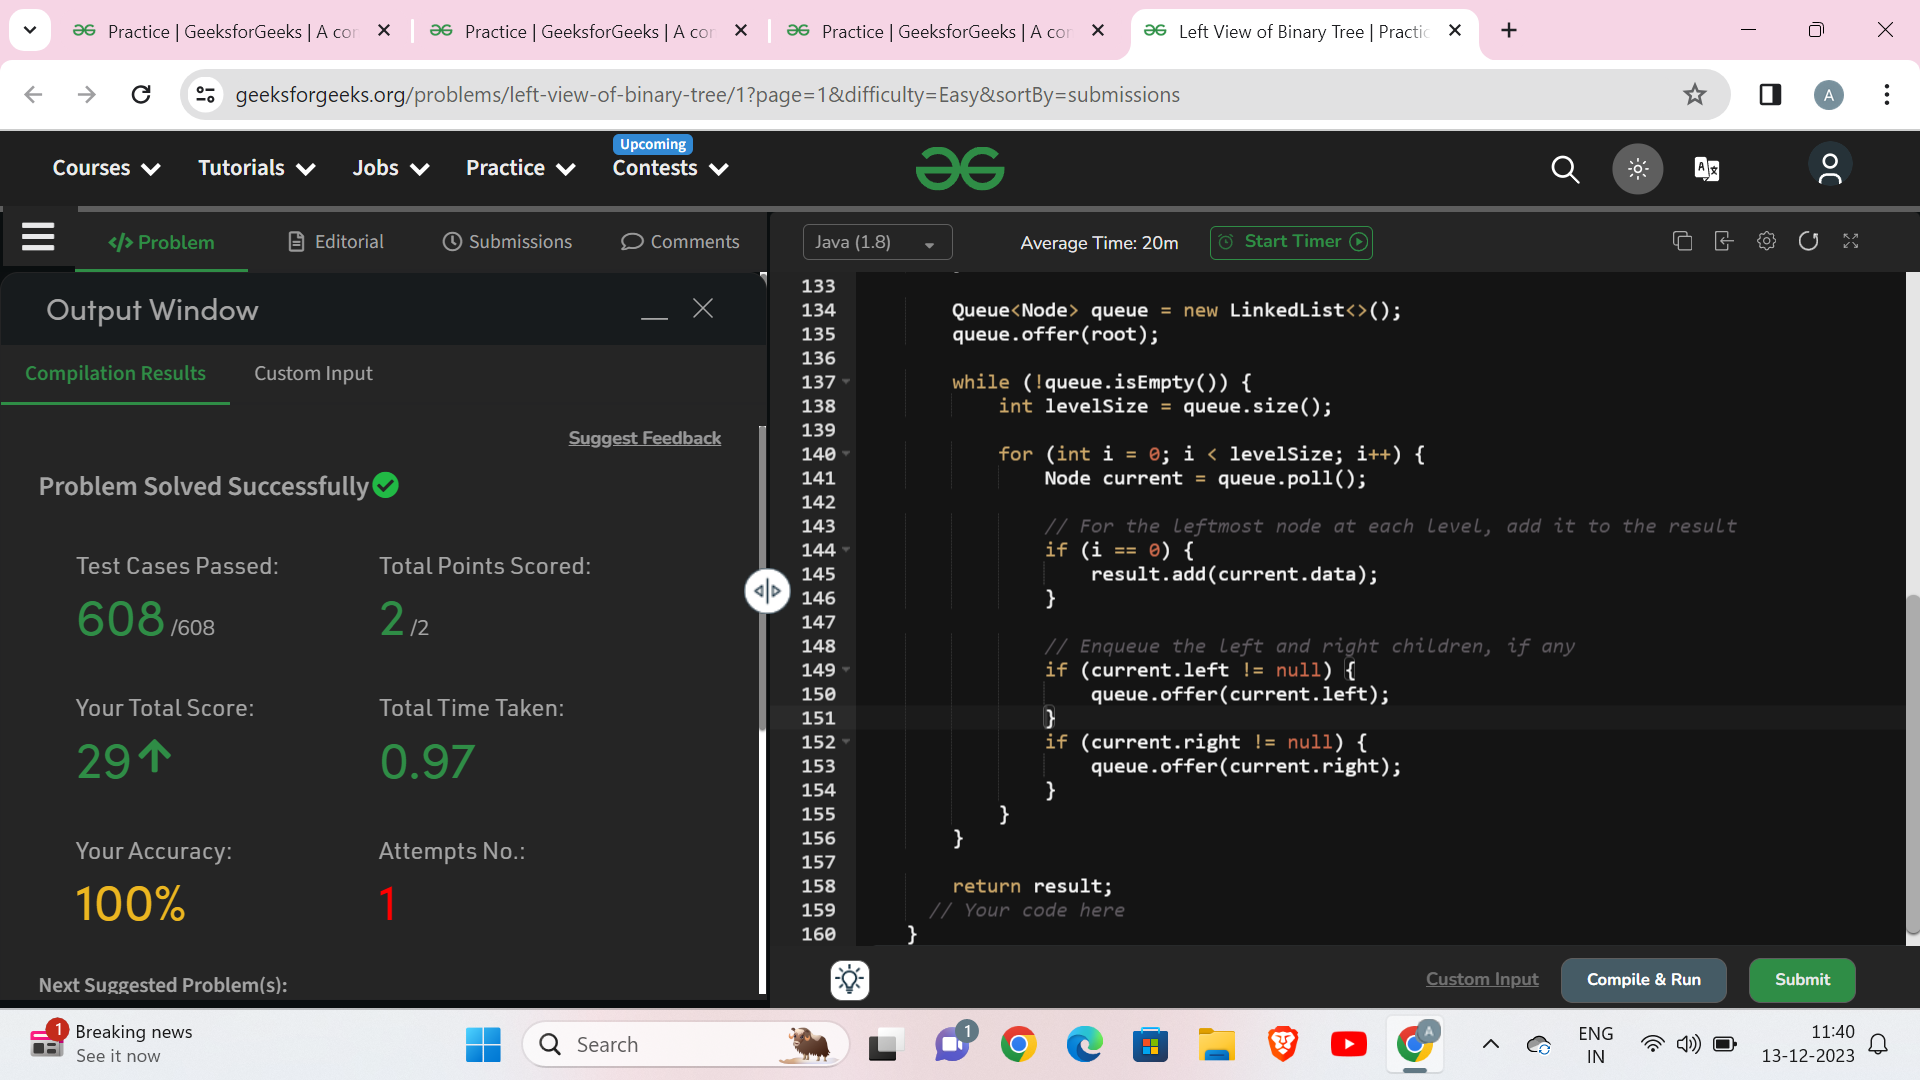 Practice | GeeksforGeeks | A cor
Practice | GeeksforGeeks | A cor
Practice | GeeksforGeeks | A cor
Left View of Binary Tree | Practic
geeksforgeeks.org/problems/left-view-of-binary-tree/1?page=1&difficulty=Easy&sortBy=submissions
A
Upcoming
Courses Tutorials Jobs Practice Contests
</> Problem Editorial Submissions Comments
Java (1.8) Average Time: 20m Start Timer
Output Window
Compilation Results Custom Input
Suggest Feedback
Problem Solved Successfully
Test Cases Passed: Total Points Scored:
608 /608 2 /2
Your Total Score: Total Time Taken:
29↑ 0.97
Your Accuracy: Attempts No.:
100% 1
Next Suggested Problem(s):
133
134 Queue<Node> queue = new LinkedList<>();
135 queue.offer(root);
136
137 while (!queue.isEmpty()) {
138 int levelSize = queue.size();
139
140 for (int i = 0; i < levelSize; i++) {
141 Node current = queue.poll();
142
143 // For the leftmost node at each level, add it to the result
144 if (i == 0) {
145 result.add(current.data);
146 }
147
148 // Enqueue the left and right children, if any
149 if (current.left != null) {
150 queue.offer(current.left);
151 }
152 if (current.right != null) {
153 queue.offer(current.right);
154 }
155 }
156 }
157
158 return result;
159 // Your code here
160 }
Custom Input Compile & Run Submit
1 Breaking news
See it now
Search
1
A
ENG
IN
11:40
13-12-2023